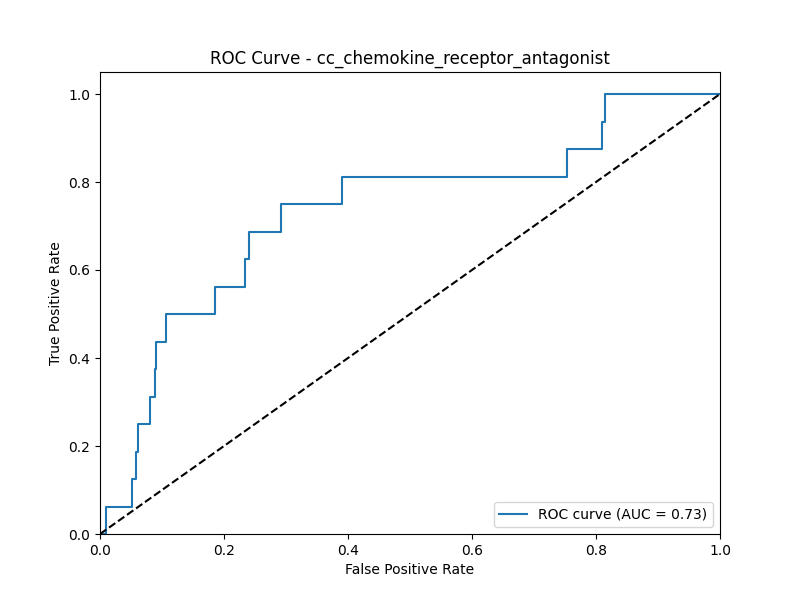 ROC Curve - cc_chemokine_receptor_antagonist
1.0
0.8
0.6
0.4
0.2
0.0
True Positive Rate
ROC curve (AUC = 0.73)
0.0 0.2 0.4 0.6 0.8 1.0
False Positive Rate